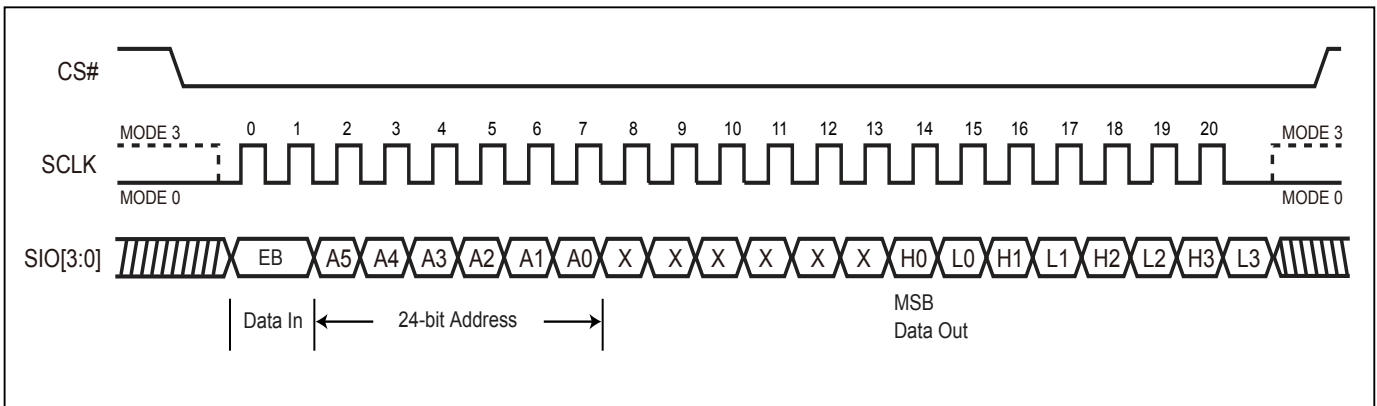 CS#
MODE 3 0 1 2 3 4 5 6 7 8 9 10 11 12 13 14 15 16 17 18 19 20 MODE 3
SCLK
MODE 0 MODE 0
SIO[3:0] EB A5 A4 A3 A2 A1 A0 X X X X X X H0 L0 H1 L1 H2 L2 H3 L3
Data In 24-bit Address MSB
Data Out